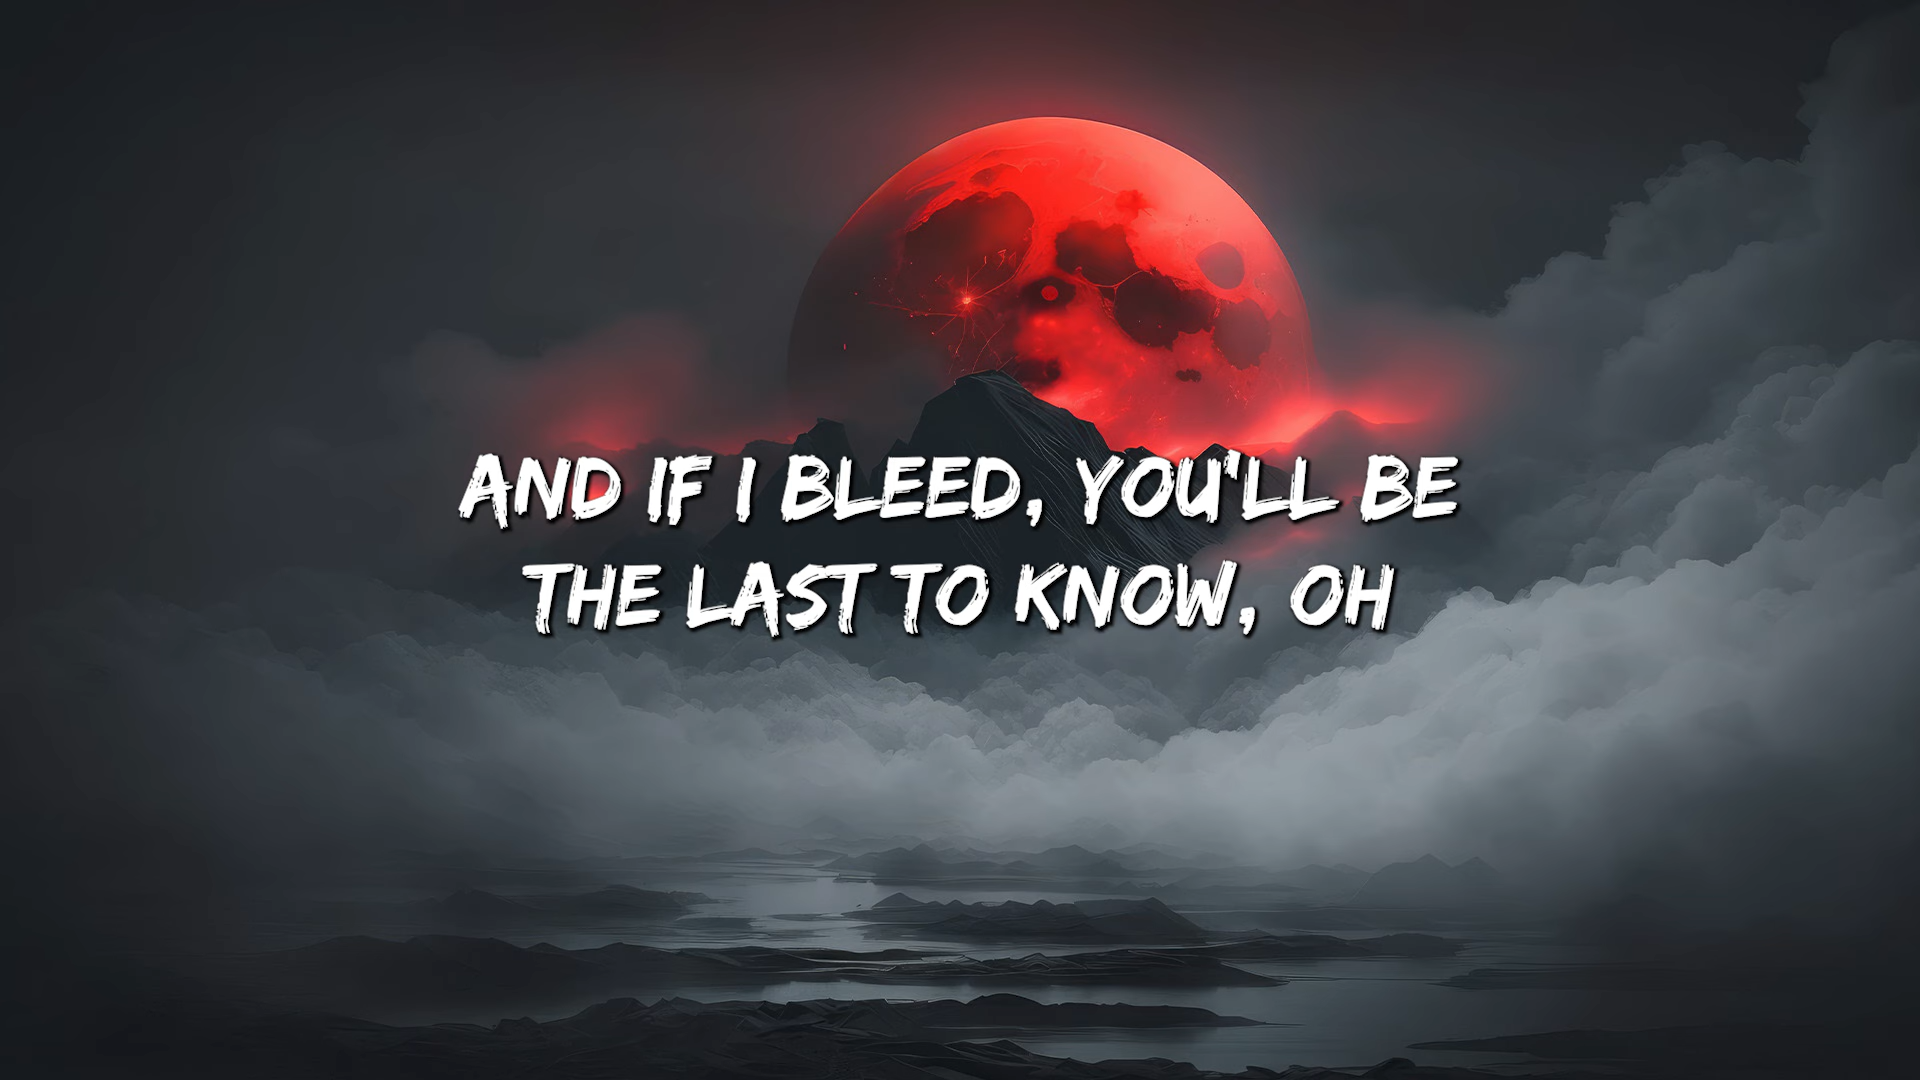 AND IF I BLEED, YOU'LL BE
THE LAST TO KNOW, OH